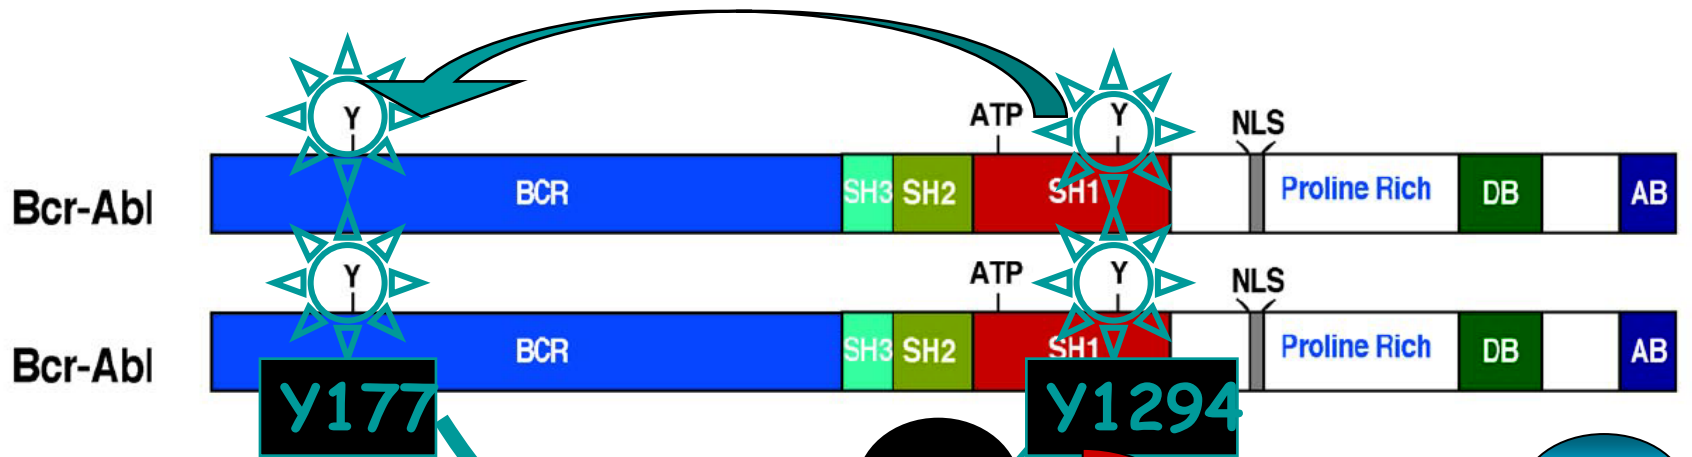 Y ATP Y NLS
Bcr-Abl BCR SH3 SH2 SH1 Proline Rich DB AB
Y ATP Y NLS
Bcr-Abl BCR SH3 SH2 SH1 Proline Rich DB AB
Y177 Y1294